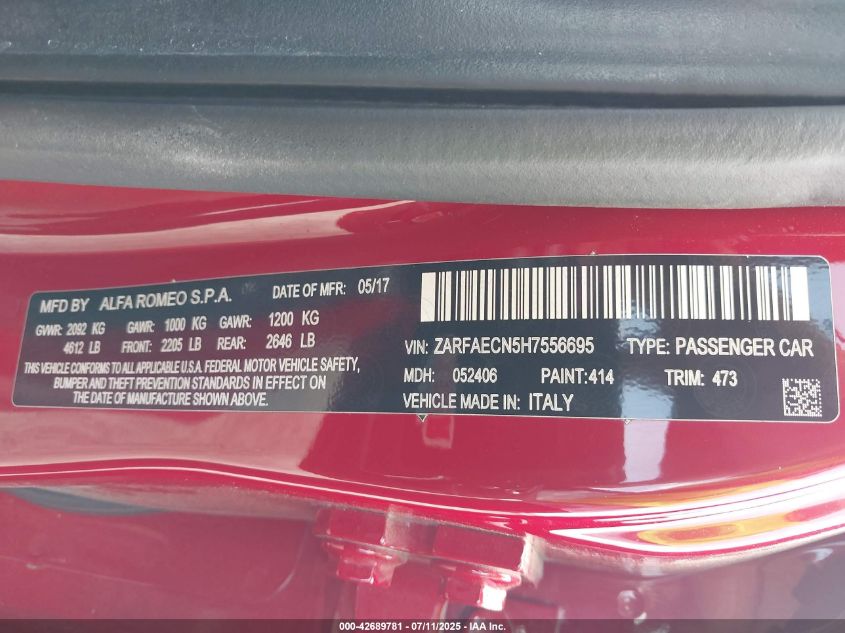 MFD BY ALFA ROMEO S.P.A. DATE OF MFR: 05/17
GVWR: 2092 KG GAWR: 1000 KG GAWR: 1200 KG
4612 LB FRONT: 2205 LB REAR: 2646 LB
THIS VEHICLE CONFORMS TO ALL APPLICABLE U.S.A. FEDERAL MOTOR VEHICLE SAFETY,
BUMPER AND THEFT PREVENTION STANDARDS IN EFFECT ON
THE DATE OF MANUFACTURE SHOWN ABOVE.
VIN: ZARFAECN5H7556695 TYPE: PASSENGER CAR
MDH: 052406 PAINT:414 TRIM: 473
VEHICLE MADE IN: ITALY
000-42689781 - 07/11/2025 - IAA Inc.